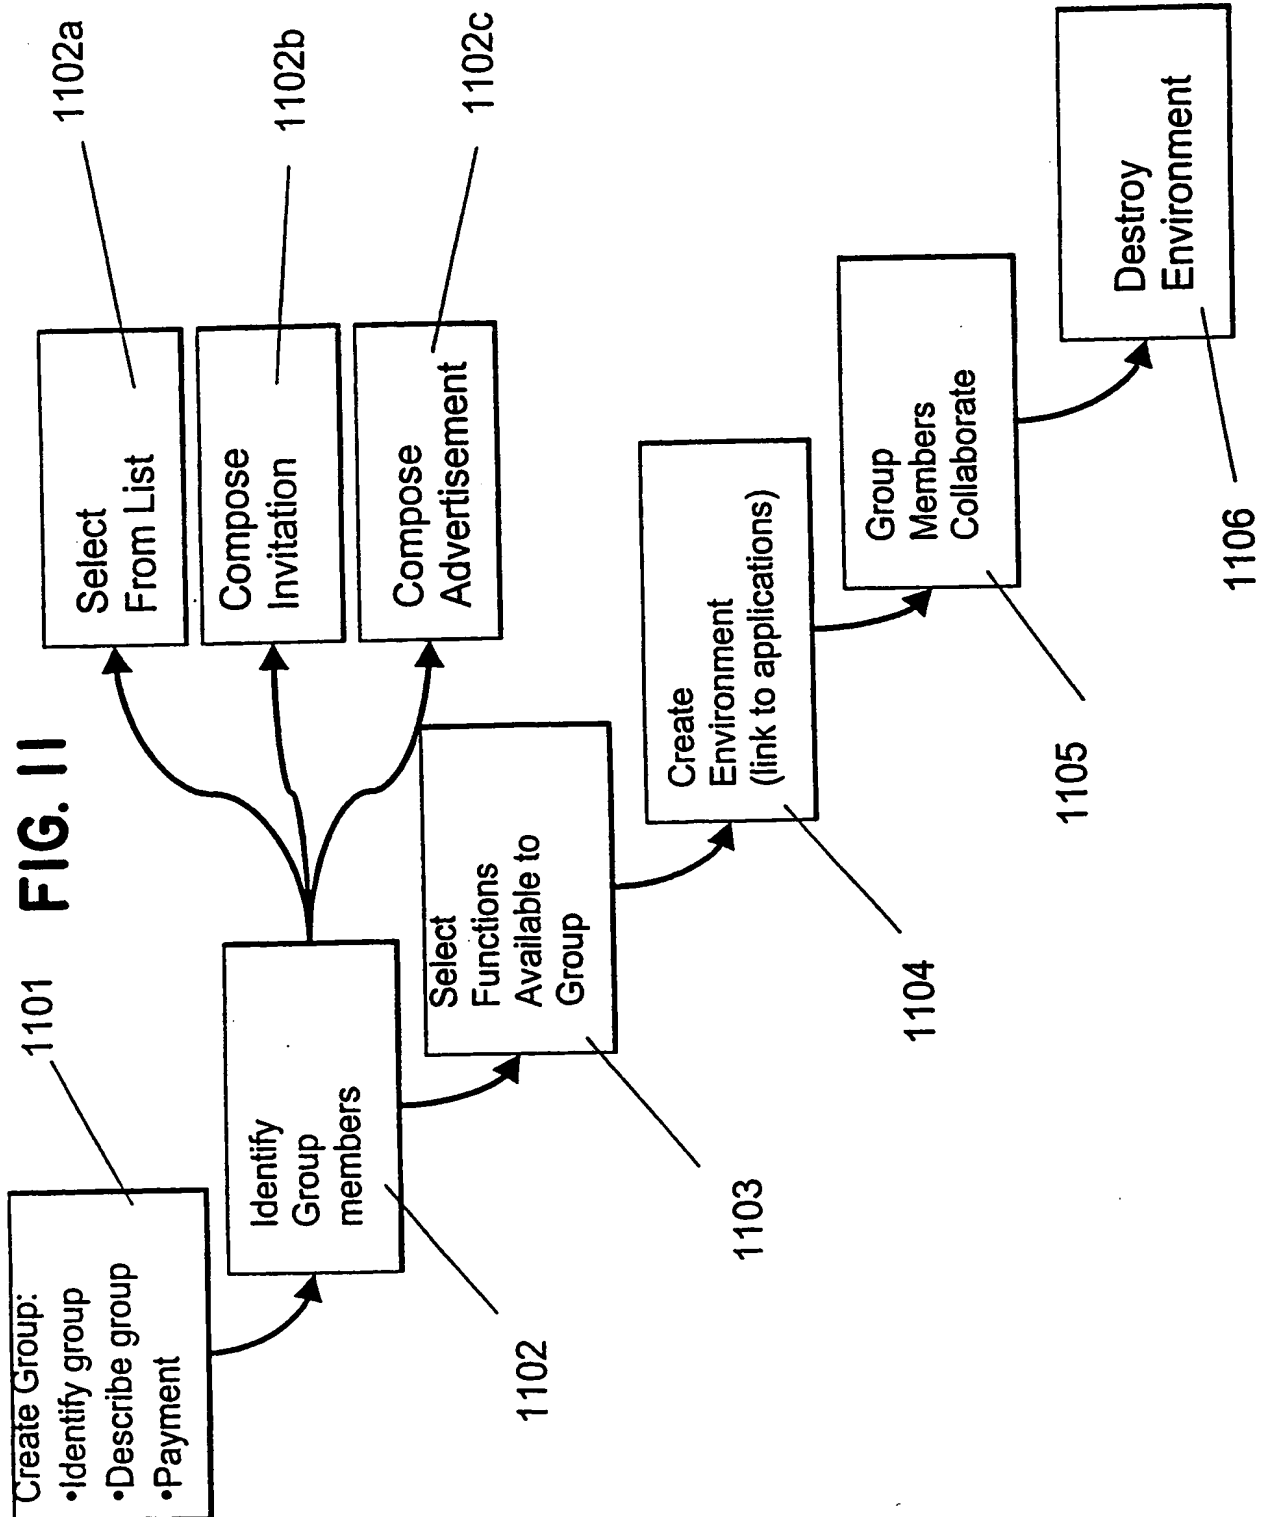 FIG. 11
1101
Create Group:
•Identify group
•Describe group
•Payment
Identify
Group
members
1102
Select
From List
1102a
Compose
Invitation
1102b
Compose
Advertisement
1102c
Select
Functions
Available to
Group
1103
Create
Environment
(link to applications)
1104
Group
Members
Collaborate
1105
Destroy
Environment
1106